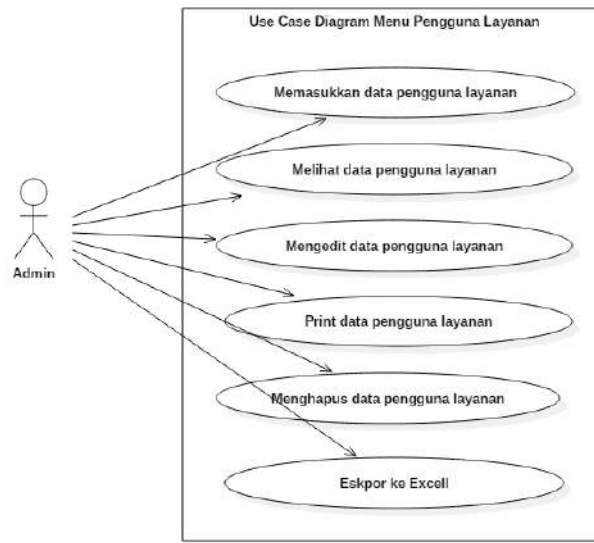 Use Case Diagram Menu Pengguna Layanan
Memasukkan data pengguna layanan
Melihat data pengguna layanan
Mengedit data pengguna layanan
Admin
Print data pengguna layanan
Menghapus data pengguna layanan
Eskpor ke Excell